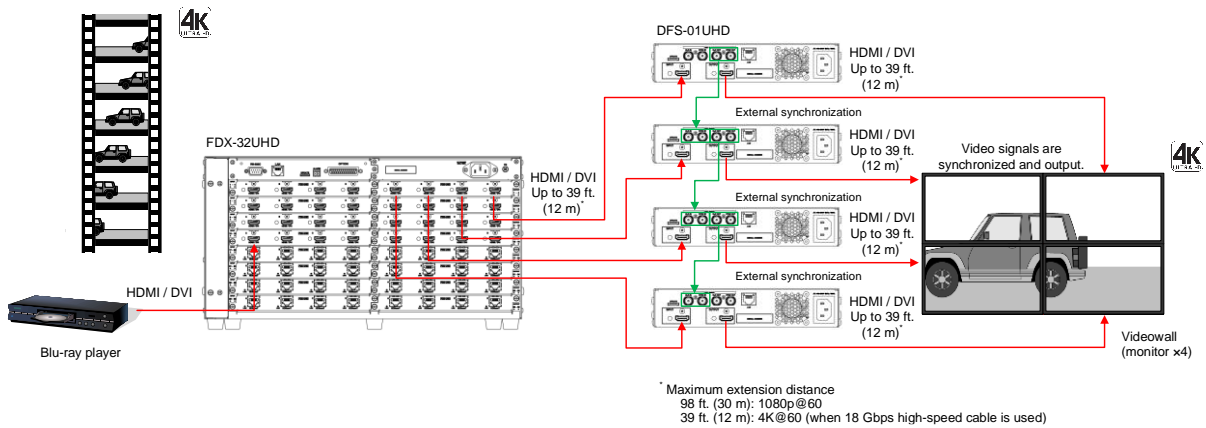 4K
ULTRA HD
DFS-01UHD
HDMI / DVI
Up to 39 ft.
(12 m)*
External synchronization
FDX-32UHD
HDMI / DVI
Up to 39 ft.
(12 m)*
HDMI / DVI
Up to 39 ft.
(12 m)*
External synchronization
Video signals are
synchronized and output.
4K
ULTRA HD
HDMI / DVI
Up to 39 ft.
(12 m)*
External synchronization
HDMI / DVI
Up to 39 ft.
(12 m)*
HDMI / DVI
Blu-ray player
Videowall
(monitor ×4)
* Maximum extension distance
98 ft. (30 m): 1080p@60
39 ft. (12 m): 4K@60 (when 18 Gbps high-speed cable is used)